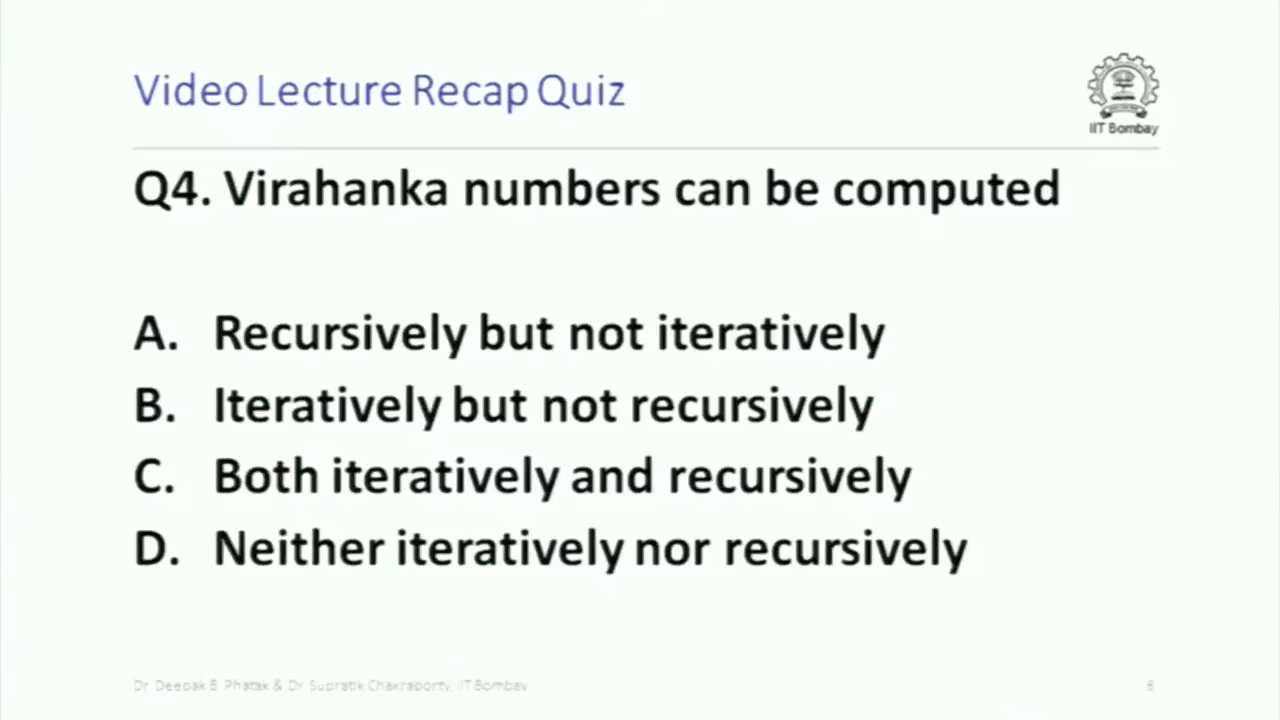 Video Lecture Recap Quiz
IIT Bombay
Q4. Virahanka numbers can be computed
A. Recursively but not iteratively
B. Iteratively but not recursively
C. Both iteratively and recursively
D. Neither iteratively nor recursively
Dr. Deepak B. Phatak & Dr. Supratik Chakraborty, IIT Bombay
6